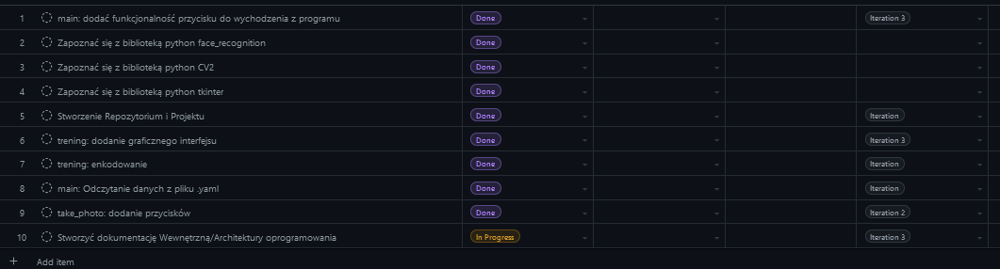 1 main: dodać funkcjonalność przycisku do wychodzenia z programu Done Iteration 3
2 Zapoznać się z biblioteką python face_recognition Done
3 Zapoznać się z biblioteką python CV2 Done
4 Zapoznać się z biblioteką python tkinter Done
5 Stworzenie Repozytorium i Projektu Done Iteration
6 trening: dodanie graficznego interfejsu Done Iteration 3
7 trening: enkodowanie Done Iteration
8 main: Odczytanie danych z pliku .yaml Done Iteration
9 take_photo: dodanie przycisków Done Iteration 2
10 Stworzyć dokumentację Wewnętrzną/Architektury oprogramowania In Progress Iteration 3
+ Add item